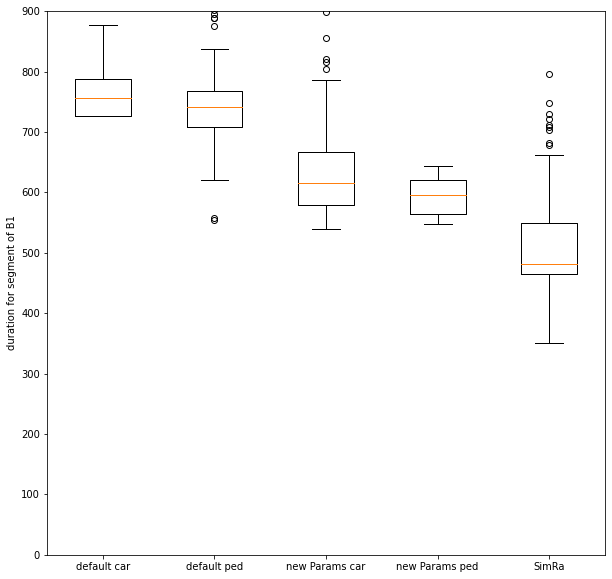 900
800
700
600
500
400
300
200
100
0
duration for segment of B1
default car
default ped
new Params car
new Params ped
SimRa